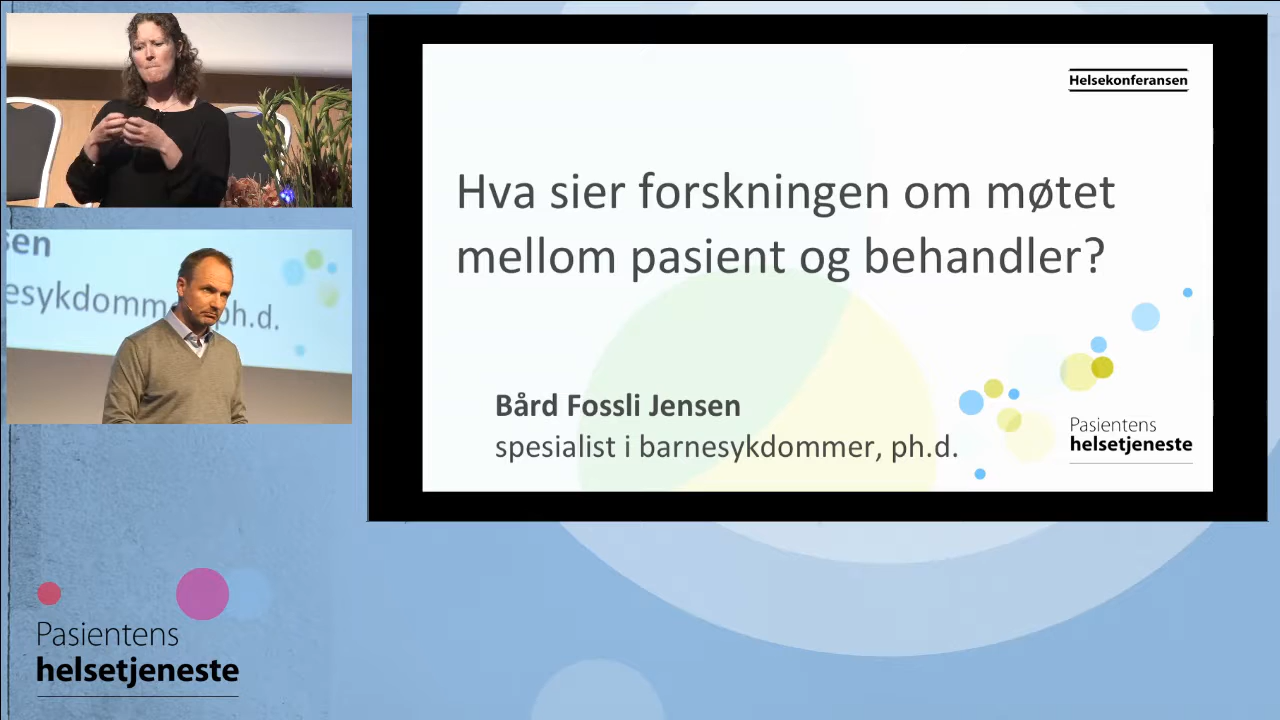 Helsekonferansen
Hva sier forskningen om møtet
mellom pasient og behandler?
Bård Fossli Jensen
spesialist i barnesykdommer, ph.d.
Pasientens
helsetjeneste
sen
esykdomm ph.d.
Pasientens
helsetjeneste